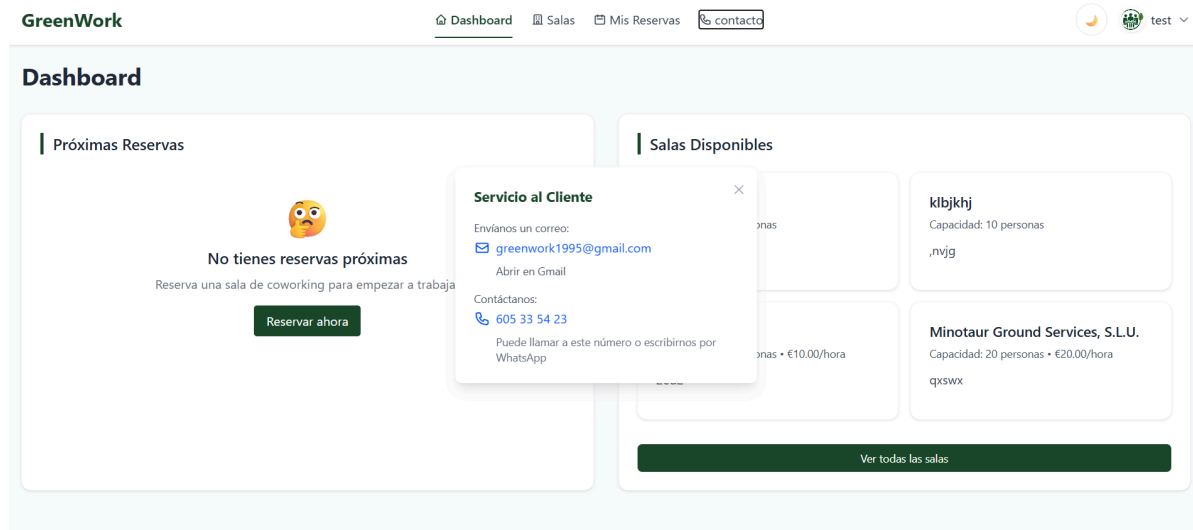 GreenWork
Dashboard
Salas
Mis Reservas
contacto
test
Dashboard
Próximas Reservas
No tienes reservas próximas
Reserva una sala de coworking para empezar a trabaja
Reservar ahora
Servicio al Cliente
Envíanos un correo:
greenwork1995@gmail.com
Abrir en Gmail
Contáctanos:
605 33 54 23
Puede llamar a este número o escribirnos por
WhatsApp
Salas Disponibles
klbjkhj
Capacidad: 10 personas
,nvjg
€10.00/hora
Minotaur Ground Services, S.L.U.
Capacidad: 20 personas • €20.00/hora
qxswx
Ver todas las salas